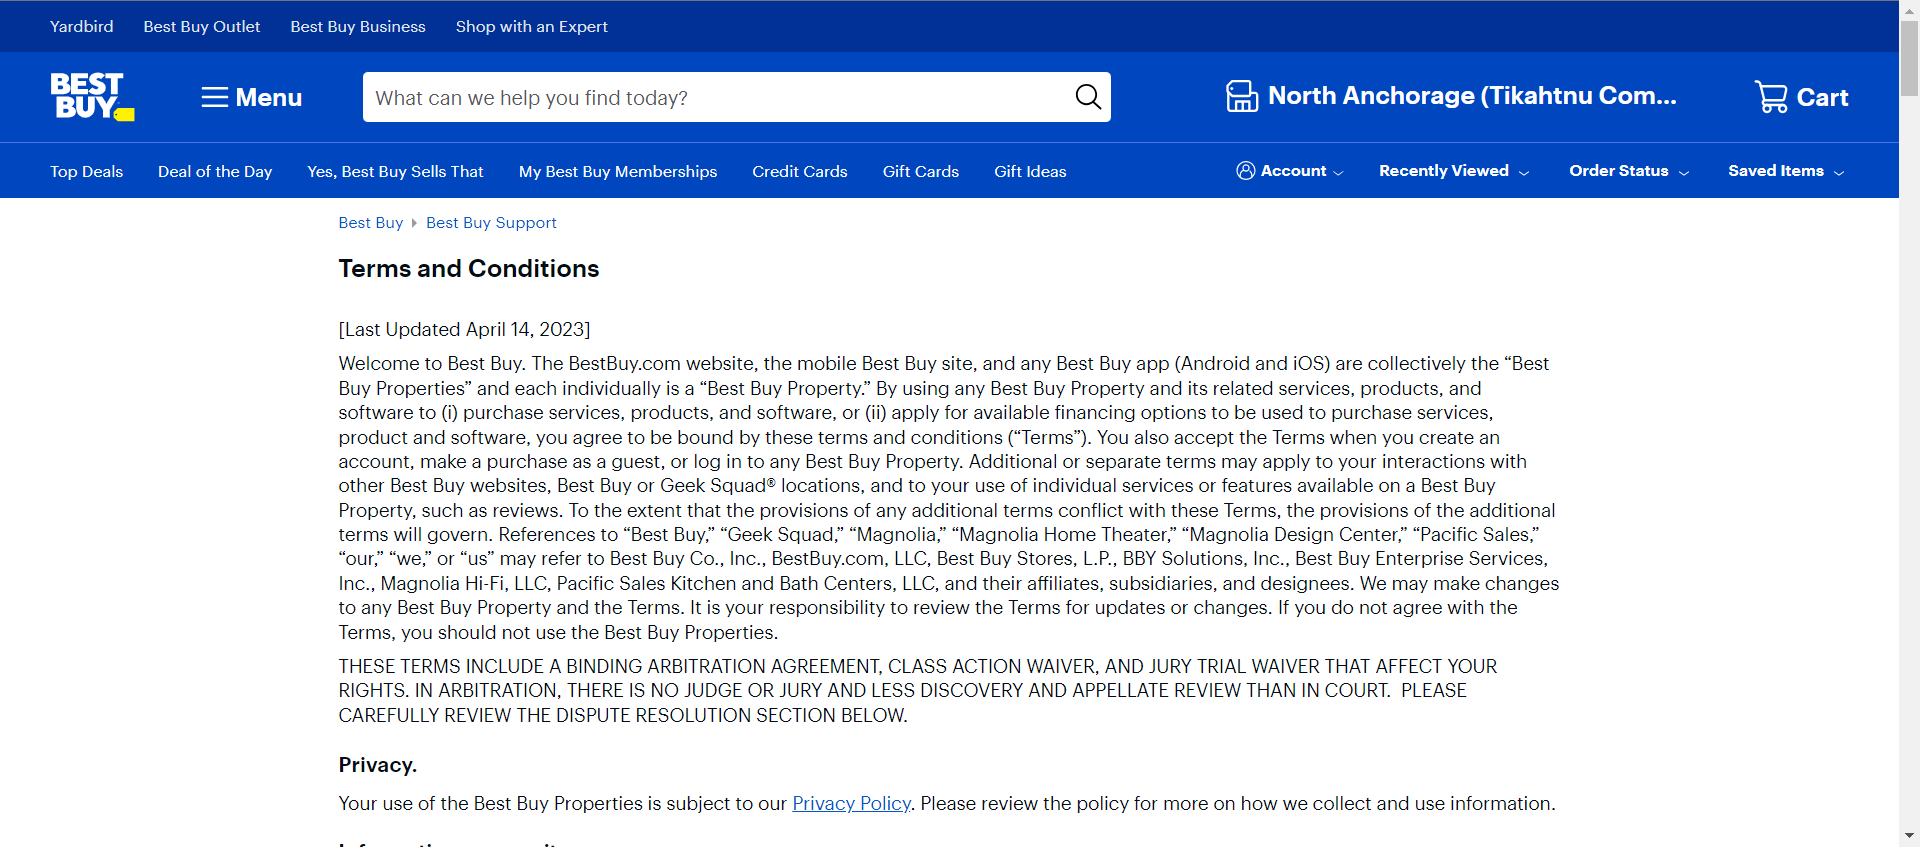 Yardbird Best Buy Outlet Best Buy Business Shop with an Expert
BEST BUY Menu What can we help you find today? North Anchorage (Tikahtnu Com... Cart
Top Deals Deal of the Day Yes, Best Buy Sells That My Best Buy Memberships Credit Cards Gift Cards Gift Ideas Account Recently Viewed Order Status Saved Items
Best Buy Best Buy Support
Terms and Conditions
[Last Updated April 14, 2023]
Welcome to Best Buy. The BestBuy.com website, the mobile Best Buy site, and any Best Buy app (Android and iOS) are collectively the “Best
Buy Properties” and each individually is a “Best Buy Property.” By using any Best Buy Property and its related services, products, and
software to (i) purchase services, products, and software, or (ii) apply for available financing options to be used to purchase services,
product and software, you agree to be bound by these terms and conditions (“Terms”). You also accept the Terms when you create an
account, make a purchase as a guest, or log in to any Best Buy Property. Additional or separate terms may apply to your interactions with
other Best Buy websites, Best Buy or Geek Squad® locations, and to your use of individual services or features available on a Best Buy
Property, such as reviews. To the extent that the provisions of any additional terms conflict with these Terms, the provisions of the additional
terms will govern. References to “Best Buy,” “Geek Squad,” “Magnolia,” “Magnolia Home Theater,” “Magnolia Design Center,” “Pacific Sales,”
“our,” “we,” or “us” may refer to Best Buy Co., Inc., BestBuy.com, LLC, Best Buy Stores, L.P., BBY Solutions, Inc., Best Buy Enterprise Services,
Inc., Magnolia Hi-Fi, LLC, Pacific Sales Kitchen and Bath Centers, LLC, and their affiliates, subsidiaries, and designees. We may make changes
to any Best Buy Property and the Terms. It is your responsibility to review the Terms for updates or changes. If you do not agree with the
Terms, you should not use the Best Buy Properties.
THESE TERMS INCLUDE A BINDING ARBITRATION AGREEMENT, CLASS ACTION WAIVER, AND JURY TRIAL WAIVER THAT AFFECT YOUR
RIGHTS. IN ARBITRATION, THERE IS NO JUDGE OR JURY AND LESS DISCOVERY AND APPELLATE REVIEW THAN IN COURT.  PLEASE
CAREFULLY REVIEW THE DISPUTE RESOLUTION SECTION BELOW.
Privacy.
Your use of the Best Buy Properties is subject to our Privacy Policy. Please review the policy for more on how we collect and use information.